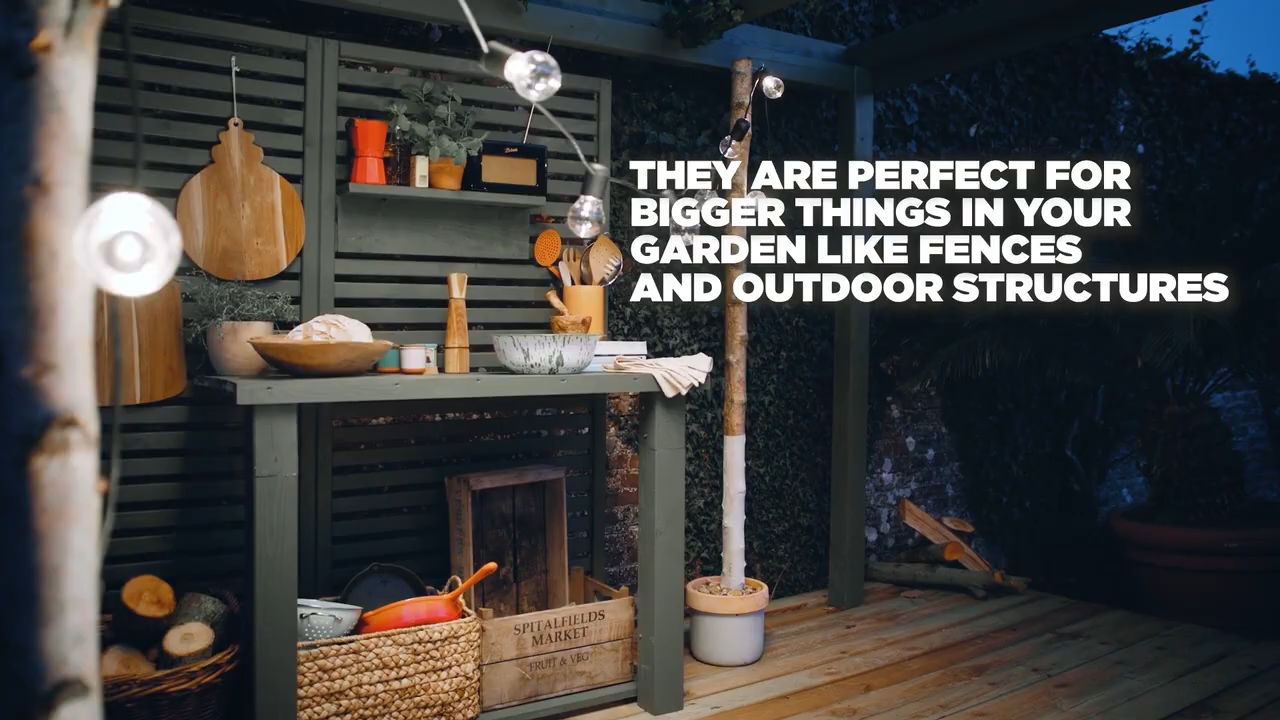 THEY ARE PERFECT FOR
BIGGER THINGS IN YOUR
GARDEN LIKE FENCES
AND OUTDOOR STRUCTURES
SPITALFIELDS
MARKET
FRUIT & VEG